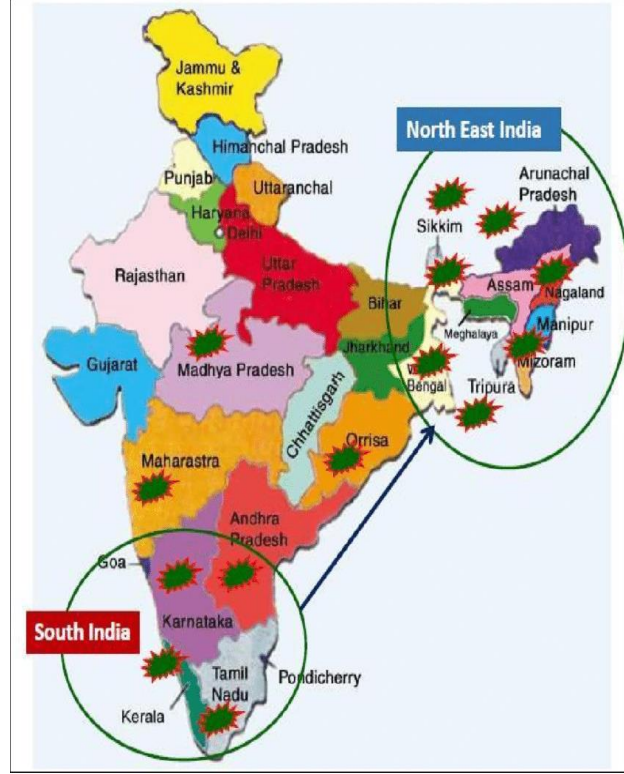 Jammu &
Kashmir
North East India
Himanchal Pradesh
Punjab
Uttaranchal
Arunachal
Pradesh
Haryana
Delhi
Sikkim
Rajasthan
Uttar
Pradesh
Assam
Nagaland
Bihar
Meghalaya
Manipur
Jharkhand
Gujarat
Madhya Pradesh
Mizoram
Bengal
Tripura
Chhattisgarh
Orrisa
Maharastra
Andhra
Pradesh
Goa
Karnataka
South India
Tamil
Nadu
Pondicherry
Kerala